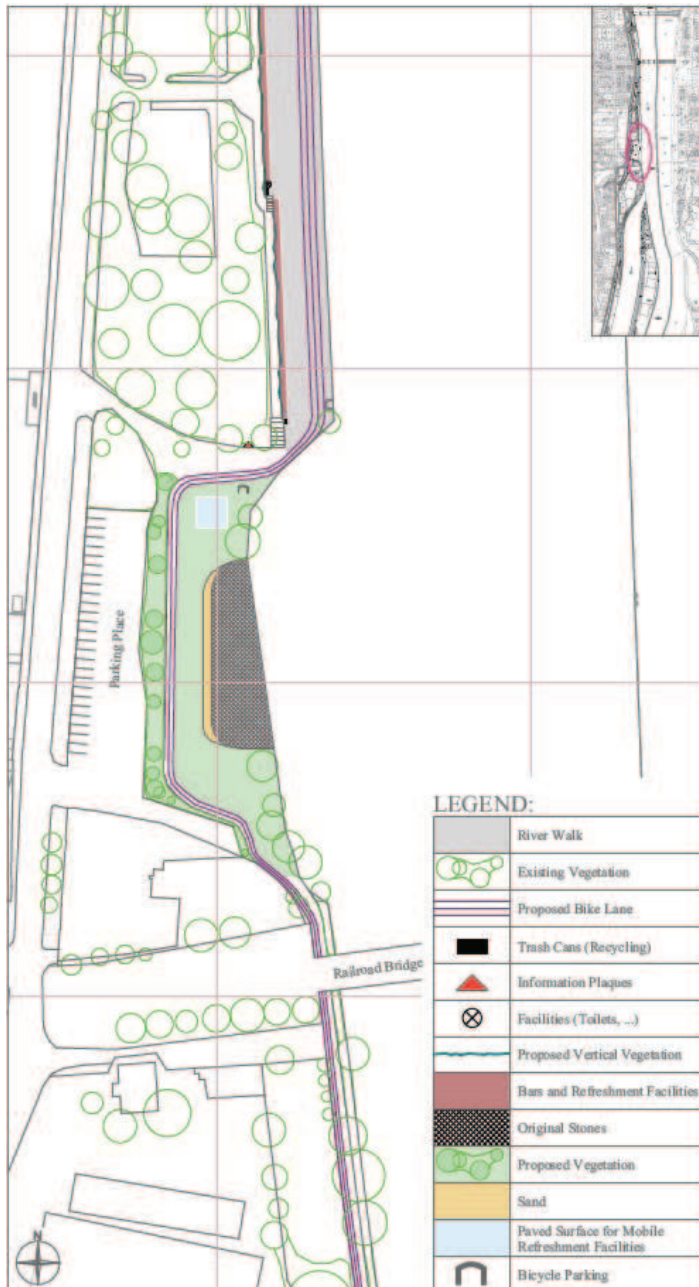 Parking Place
Railroad Bridge
LEGEND:
River Walk
Existing Vegetation
Proposed Bike Lane
Trash Cans (Recycling)
Information Plaques
Facilities (Toilets, ...)
Proposed Vertical Vegetation
Bars and Refreshment Facilities
Original Stones
Proposed Vegetation
Sand
Paved Surface for Mobile
Refreshment Facilities
Bicycle Parking
N